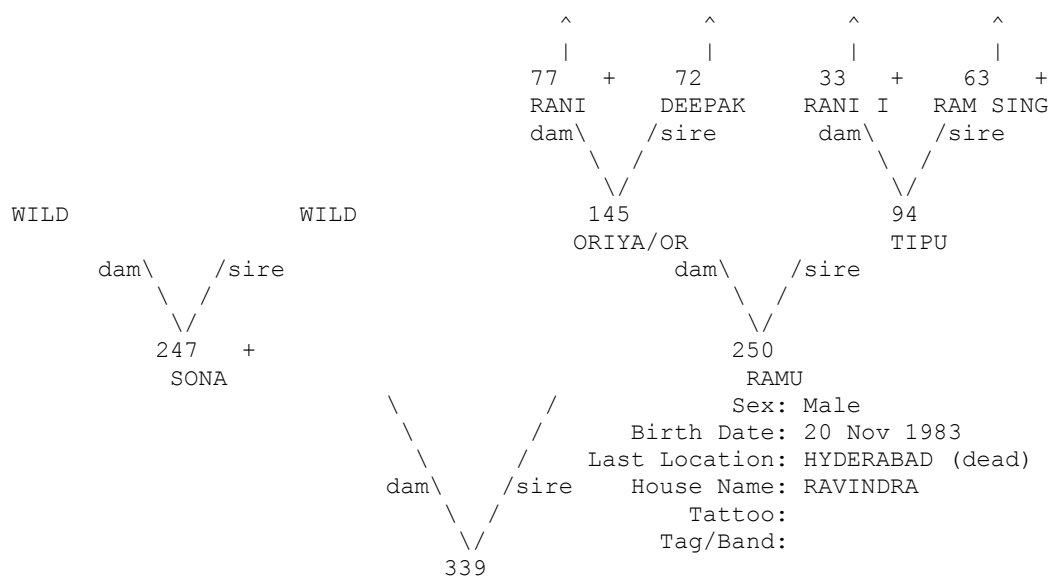 ^ ^ ^ ^
| | | |
77 + 72 33 + 63 +
RANI DEEPAK RANI I RAM SING
dam\ /sire dam\ /sire
\ / \ /
\/ \/
WILD WILD 145 94
ORIYA/OR TIPU
dam\ /sire dam\ /sire
\ / \ /
\/ \/
247 + 250
SONA RAMU
\ / Sex: Male
\ / Birth Date: 20 Nov 1983
\ / Last Location: HYDERABAD (dead)
dam\ /sire House Name: RAVINDRA
\ / Tattoo:
\/ Tag/Band:
339